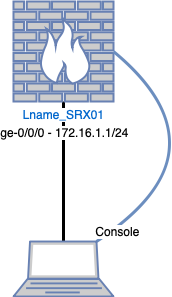 Lname_SRX01
ge-0/0/0 - 172.16.1.1/24
Console